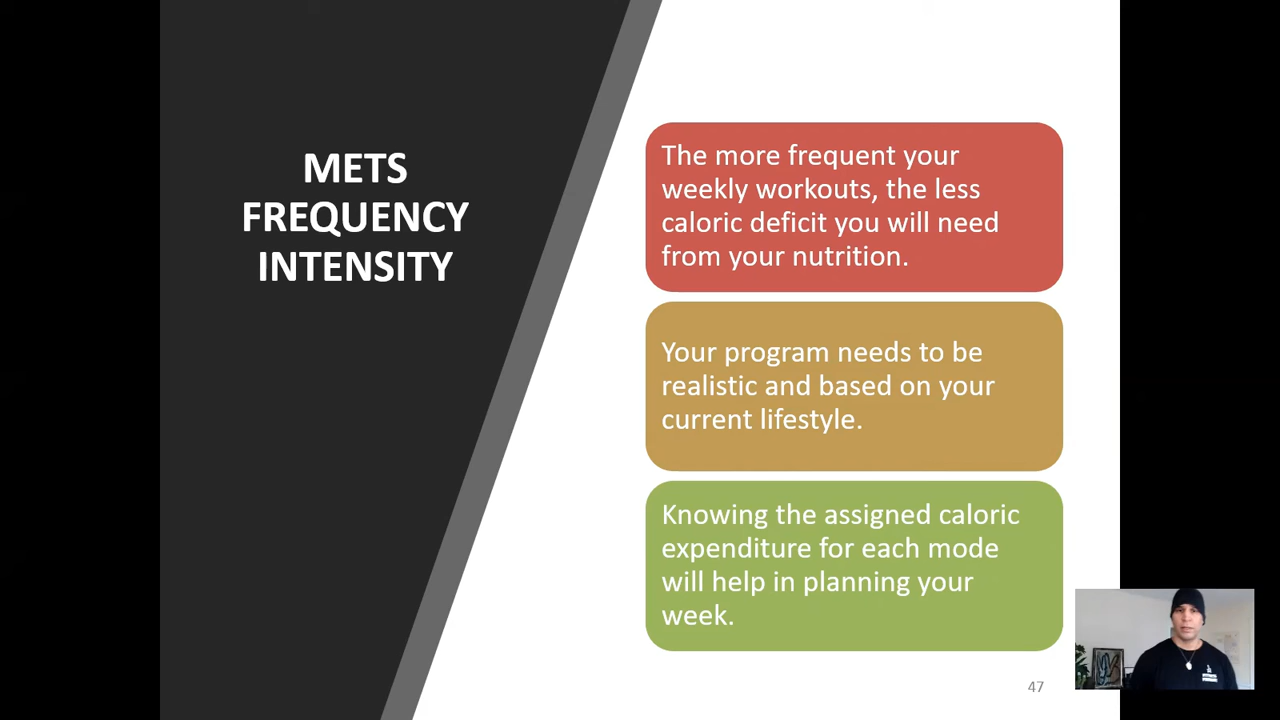 METS
FREQUENCY
INTENSITY
The more frequent your
weekly workouts, the less
caloric deficit you will need
from your nutrition.
Your program needs to be
realistic and based on your
current lifestyle.
Knowing the assigned caloric
expenditure for each mode
will help in planning your
week.
47